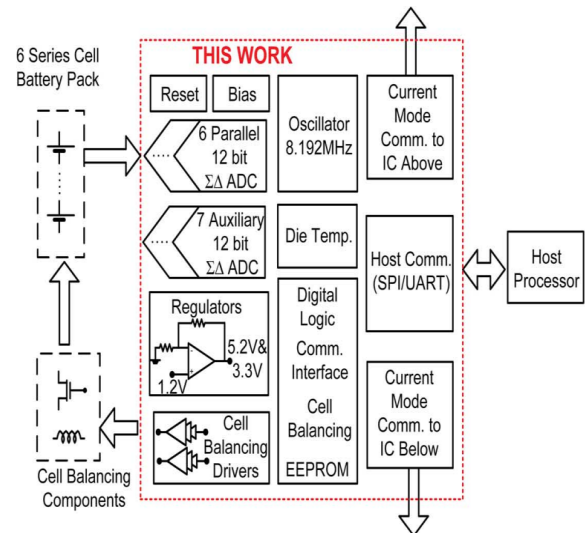 6 Series Cell
Battery Pack
THIS WORK
Reset
Bias
6 Parallel
12 bit
ΣΔ ADC
Oscillator
8.192MHz
Current
Mode
Comm. to
IC Above
7 Auxiliary
12 bit
ΣΔ ADC
Die Temp.
Host Comm.
(SPI/UART)
Host
Processor
Regulators
-
+
5.2V&
3.3V
1.2V
Digital
Logic
Comm.
Interface
Cell
Balancing
EEPROM
Current
Mode
Comm. to
IC Below
Cell
Balancing
Drivers
Cell Balancing
Components